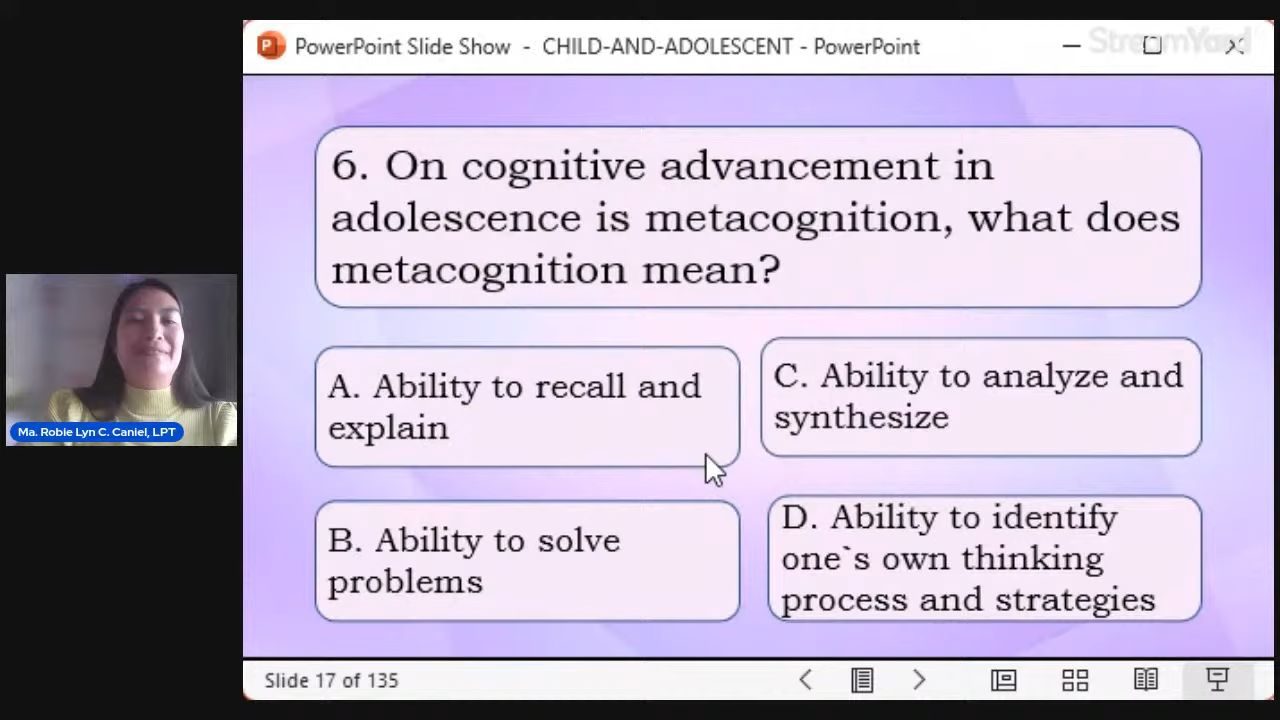 P PowerPoint Slide Show - CHILD-AND-ADOLESCENT - PowerPoint
StreamYard
6. On cognitive advancement in
adolescence is metacognition, what does
metacognition mean?
A. Ability to recall and
explain
C. Ability to analyze and
synthesize
B. Ability to solve
problems
D. Ability to identify
one`s own thinking
process and strategies
Ma. Robie Lyn C. Caniel, LPT
Slide 17 of 135